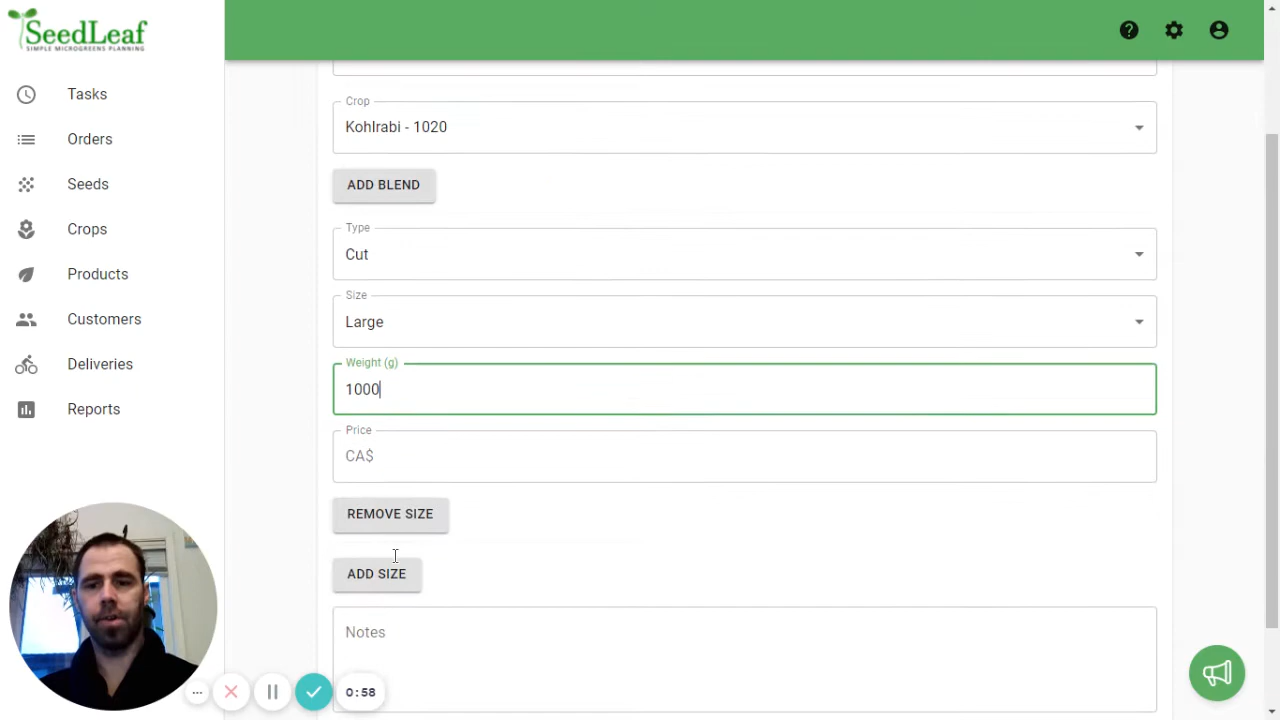 SeedLeaf
SIMPLE MICROGREENS PLANNING
Tasks
Orders
Seeds
Crops
Products
Customers
Deliveries
Reports
Crop
Kohlrabi - 1020
ADD BLEND
Type
Cut
Size
Large
Weight (g)
1000
Price
CA$
REMOVE SIZE
ADD SIZE
Notes
0:58